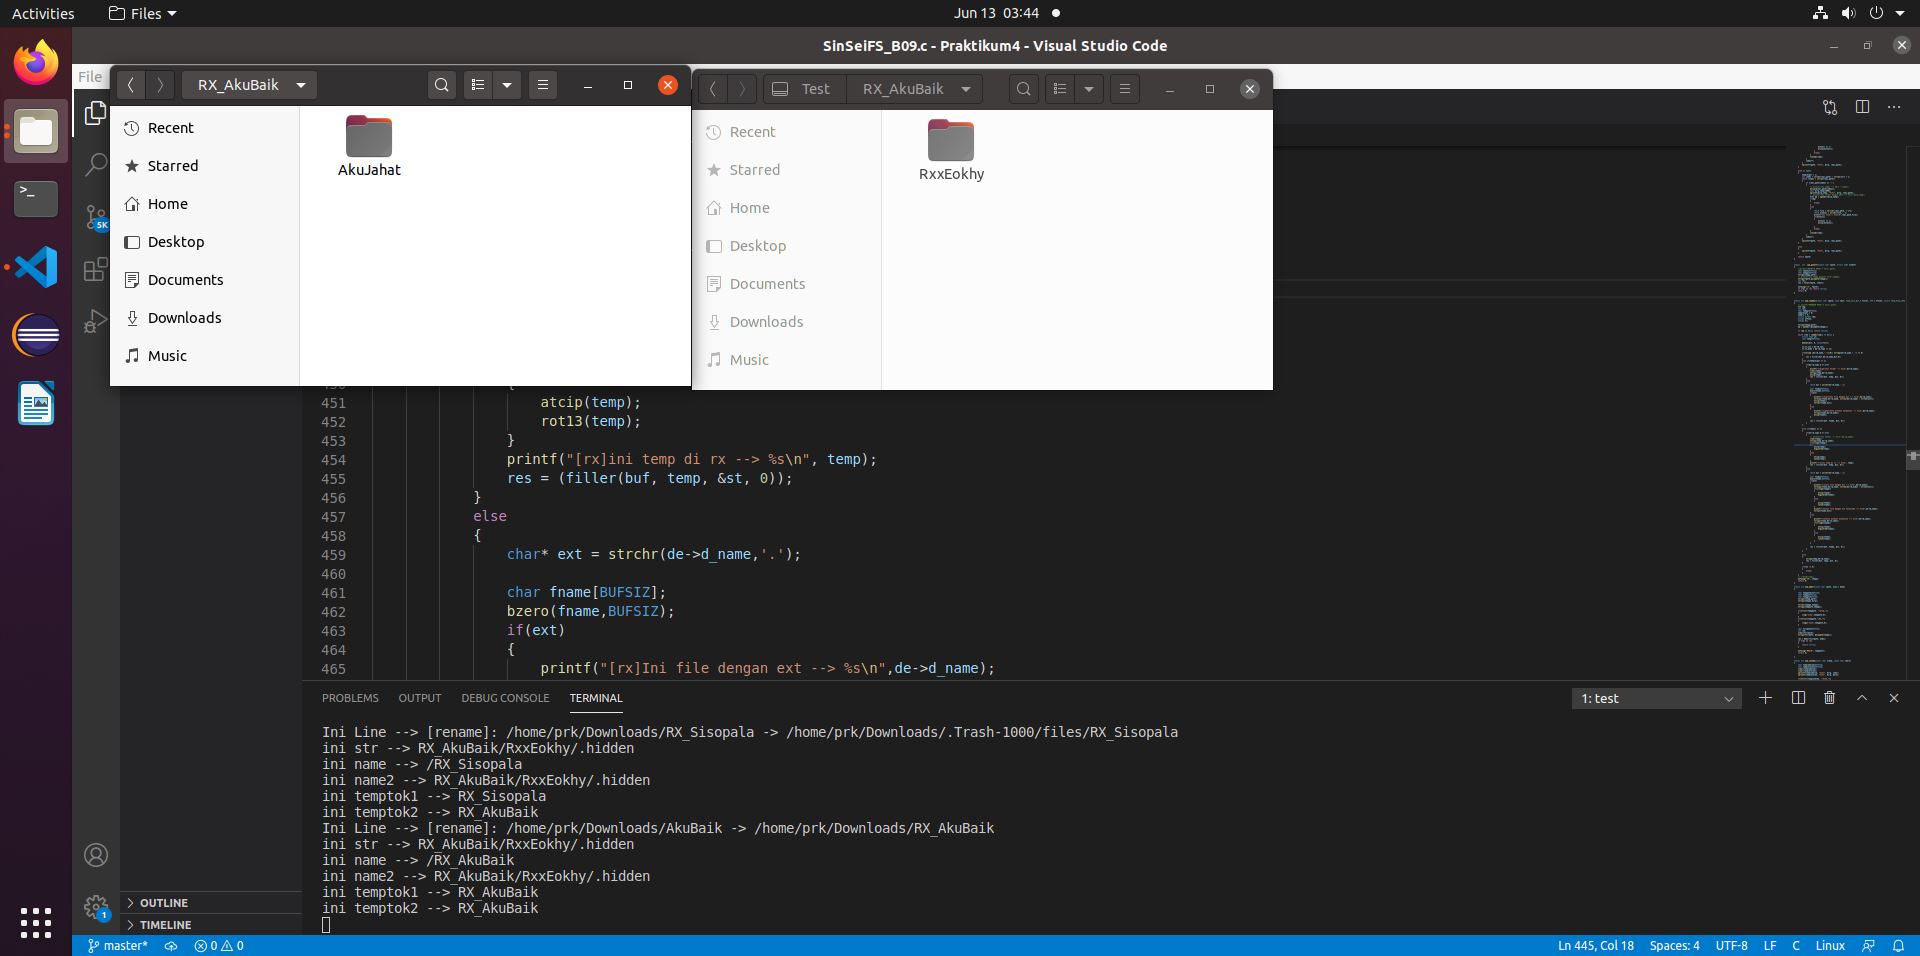 Activities
Files
Jun 13 03:44
SinSeiFS_B09.c - Praktikum4 - Visual Studio Code
File
RX_AkuBaik
Recent
Starred
Home
Desktop
Documents
Downloads
Music
AkuJahat
Test
RX_AkuBaik
Recent
Starred
Home
Desktop
Documents
Downloads
Music
RxxEokhy
5K
451 atcip(temp);
452 rot13(temp);
453 }
454 printf("[rx]ini temp di rx --> %s\n", temp);
455 res = (filler(buf, temp, &st, 0));
456 }
457 else
458 {
459 char* ext = strchr(de->d_name,'.');
460
461 char fname[BUFSIZ];
462 bzero(fname,BUFSIZ);
463 if(ext)
464 {
465 printf("[rx]Ini file dengan ext --> %s\n",de->d_name);
PROBLEMS OUTPUT DEBUG CONSOLE TERMINAL
1: test
Ini Line --> [rename]: /home/prk/Downloads/RX_Sisopala -> /home/prk/Downloads/.Trash-1000/files/RX_Sisopala
ini str --> RX_AkuBaik/RxxEokhy/.hidden
ini name --> /RX_Sisopala
ini name2 --> RX_AkuBaik/RxxEokhy/.hidden
ini temptok1 --> RX_Sisopala
ini temptok2 --> RX_AkuBaik
Ini Line --> [rename]: /home/prk/Downloads/AkuBaik -> /home/prk/Downloads/RX_AkuBaik
ini str --> RX_AkuBaik/RxxEokhy/.hidden
ini name --> /RX_AkuBaik
ini name2 --> RX_AkuBaik/RxxEokhy/.hidden
ini temptok1 --> RX_AkuBaik
ini temptok2 --> RX_AkuBaik
1
OUTLINE
TIMELINE
master* 0 0
Ln 445, Col 18 Spaces: 4 UTF-8 LF C Linux